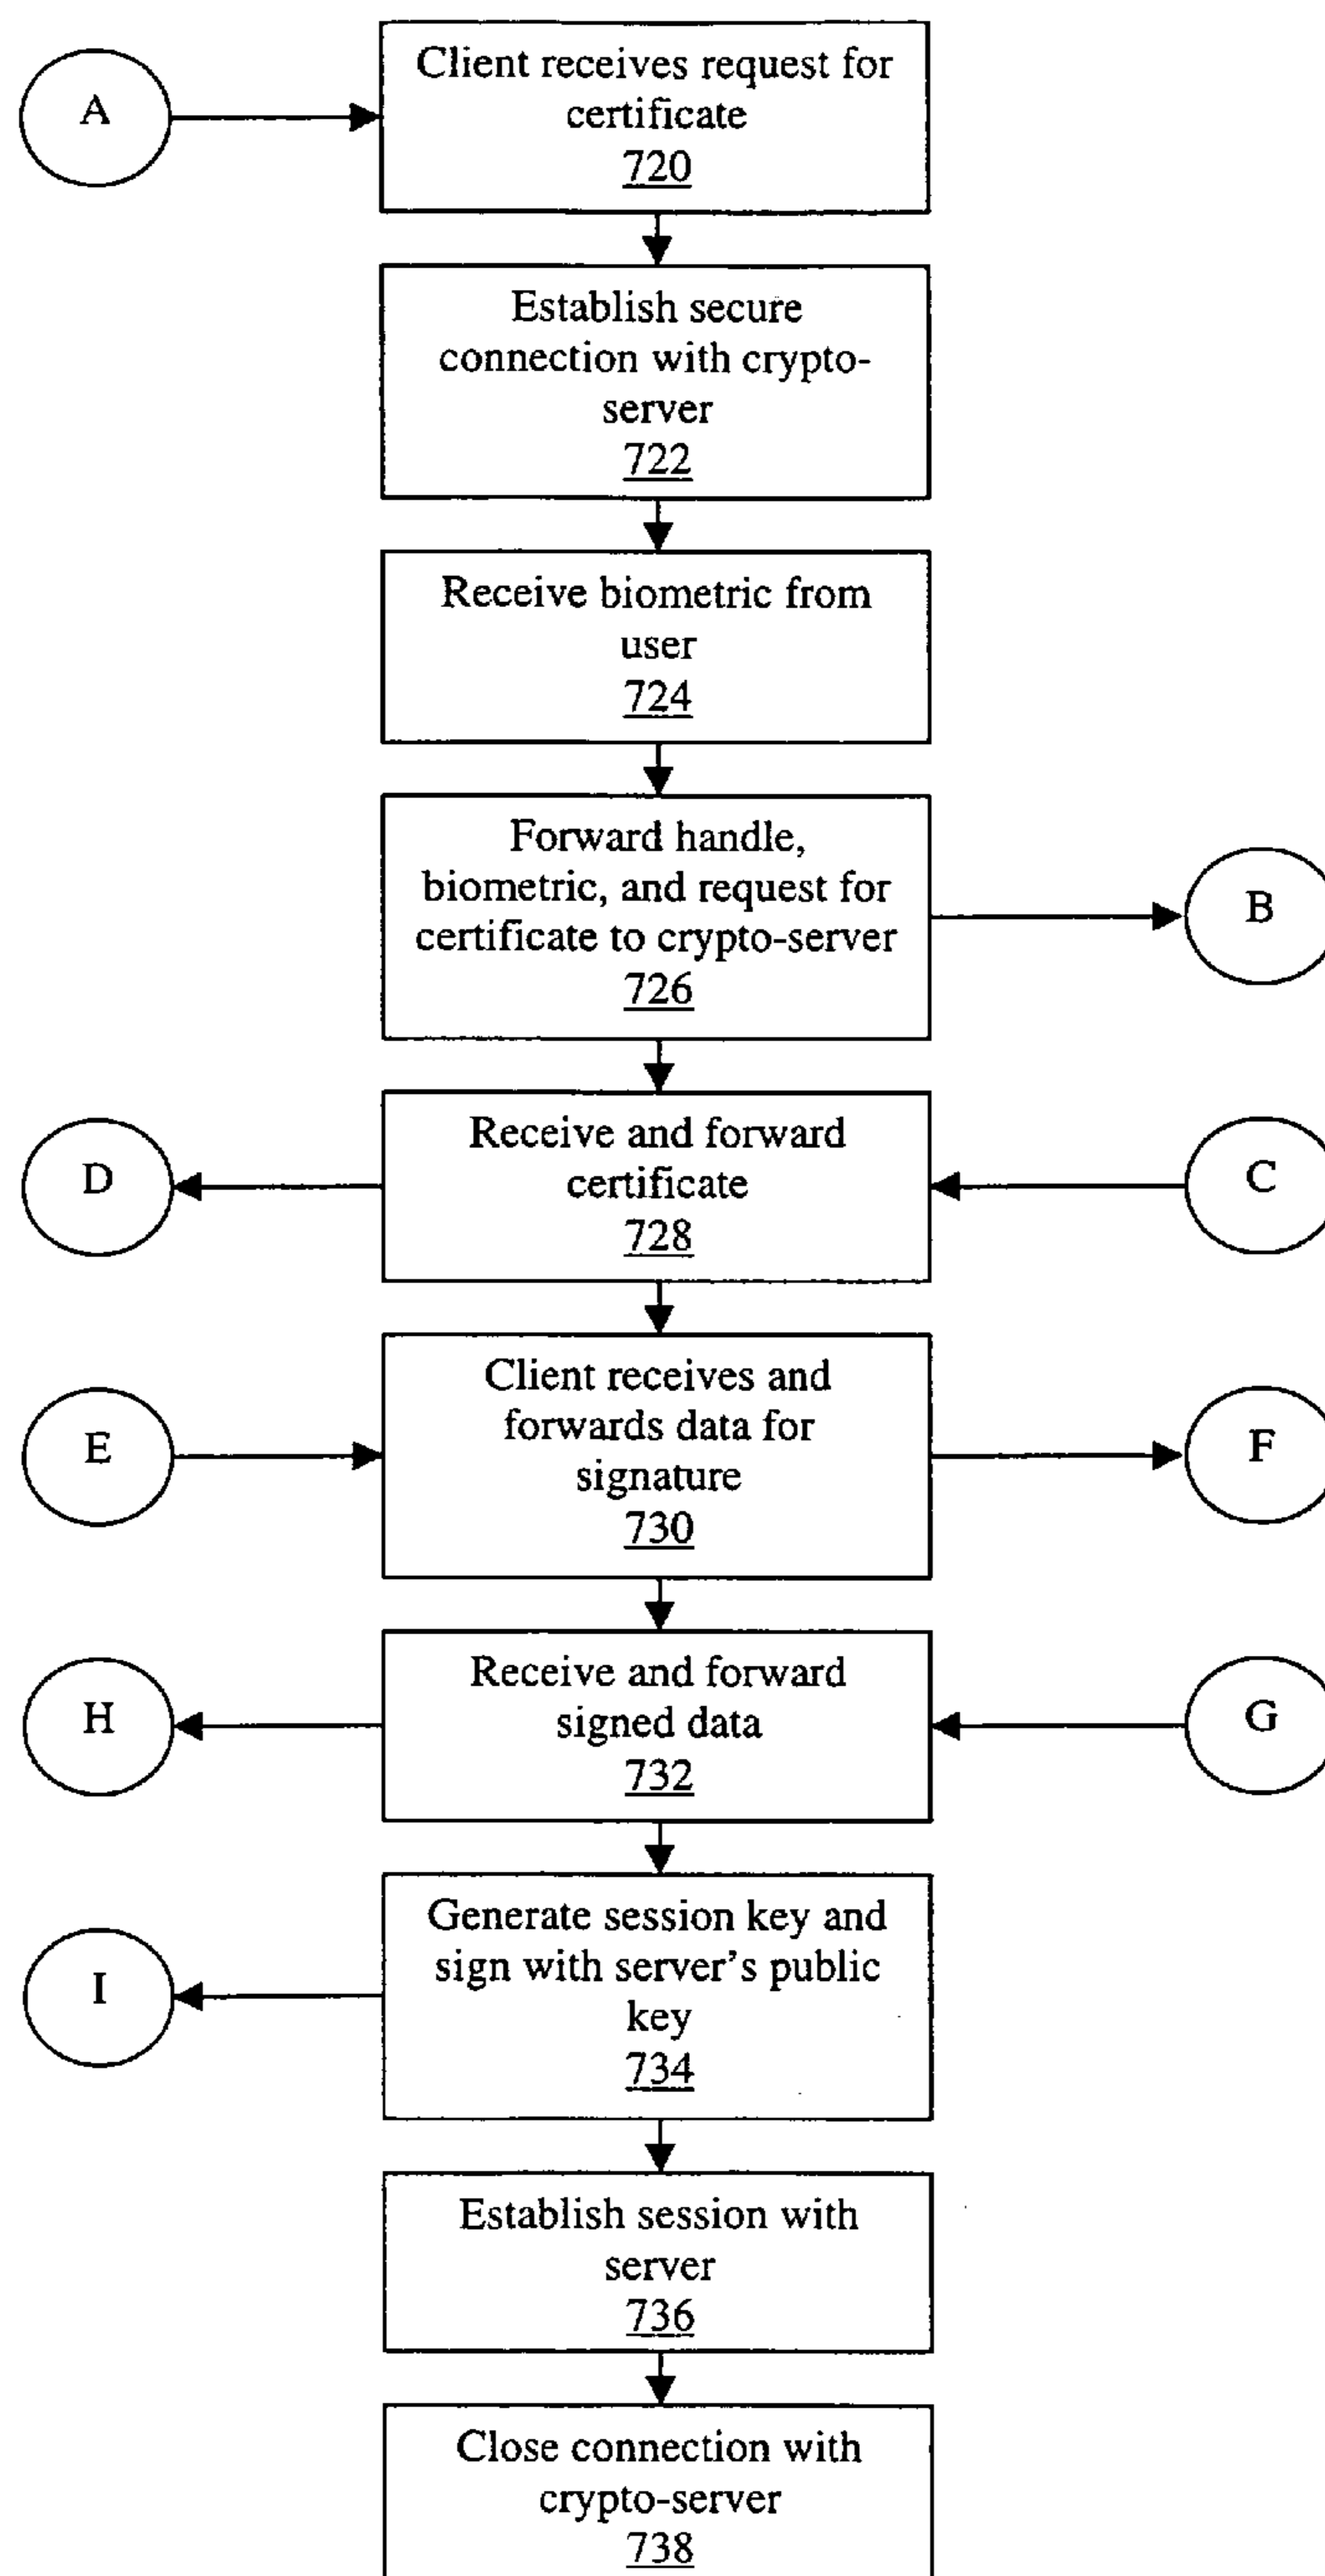 A
Client receives request for
certificate
720
Establish secure
connection with crypto-
server
722
Receive biometric from
user
724
Forward handle,
biometric, and request for
certificate to crypto-server
726
B
D
Receive and forward
certificate
728
C
E
Client receives and
forwards data for
signature
730
F
H
Receive and forward
signed data
732
G
I
Generate session key and
sign with server's public
key
734
Establish session with
server
736
Close connection with
crypto-server
738